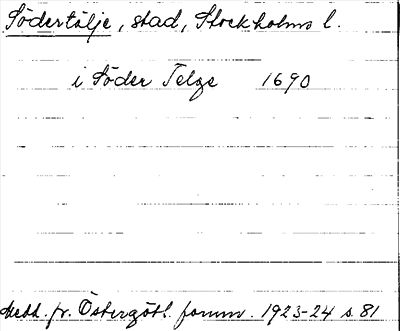 Södertälje, stad, Stockholms l.
i Söder Telge 1690
Medd. fr. Östergötl. fornm. 1923-24 s. 81